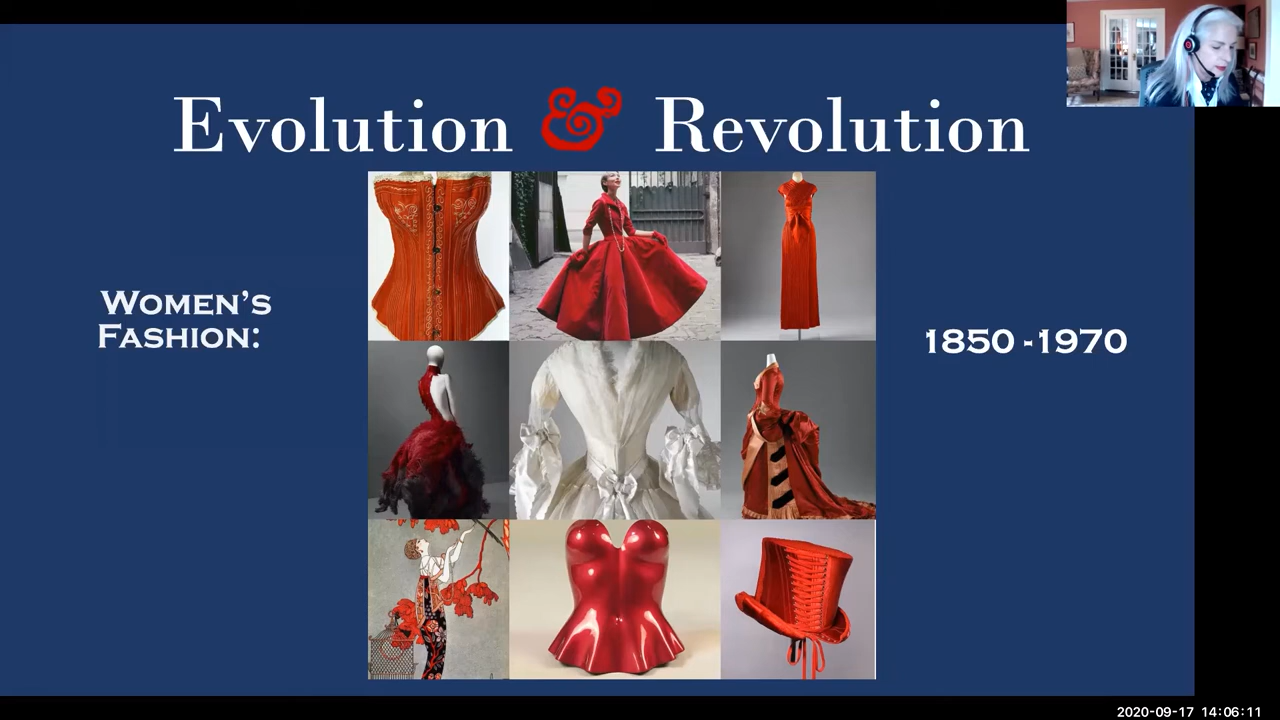 Evolution & Revolution
WOMEN'S
FASHION:
1850 - 1970
2020-09-17 14:06:11